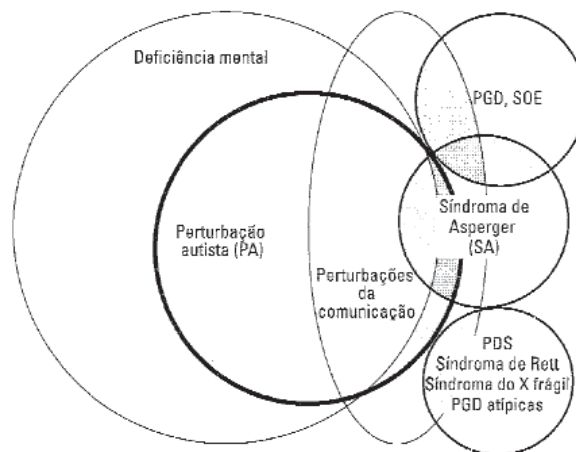 Deficiência mental
PGD, SOE
Perturbação
autista (PA)
Síndroma de
Asperger
(SA)
Perturbações
da
comunicação
PDS
Síndroma de Rett
Síndroma do X frágil
PGD atípicas